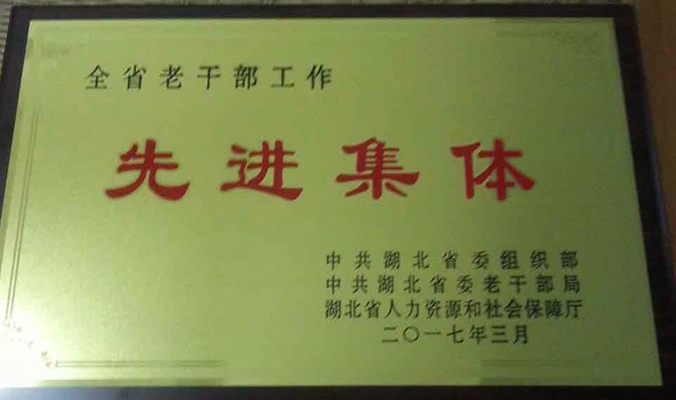 全省老干部工作
先进集体
中共湖北省委组织部
中共湖北省委老干部局
湖北省人力资源和社会保障厅
二〇一七年三月